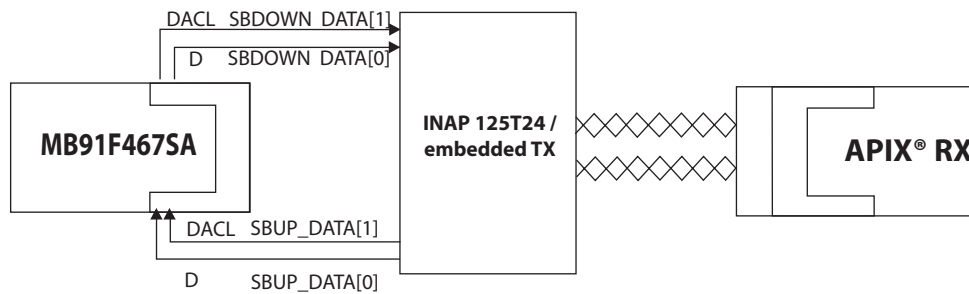 DACL SBDOWN DATA[1]
D SBDOWN DATA[0]
MB91F467SA
INAP 125T24 /
embedded TX
APIX® RX
DACL SBUP_DATA[1]
D SBUP_DATA[0]